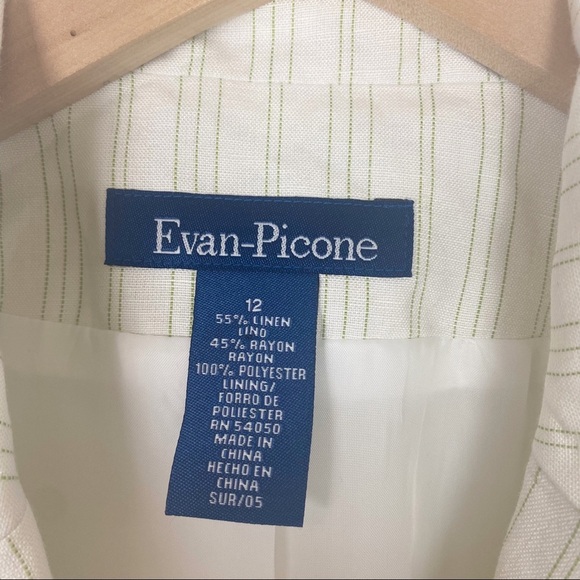 Evan-Picone
12
55% LINEN
LINO
45% RAYON
RAYON
100% POLYESTER
LINING/
FORRO DE
POLIESTER
RN 54050
MADE IN
CHINA
HECHO EN
CHINA
SUR/05